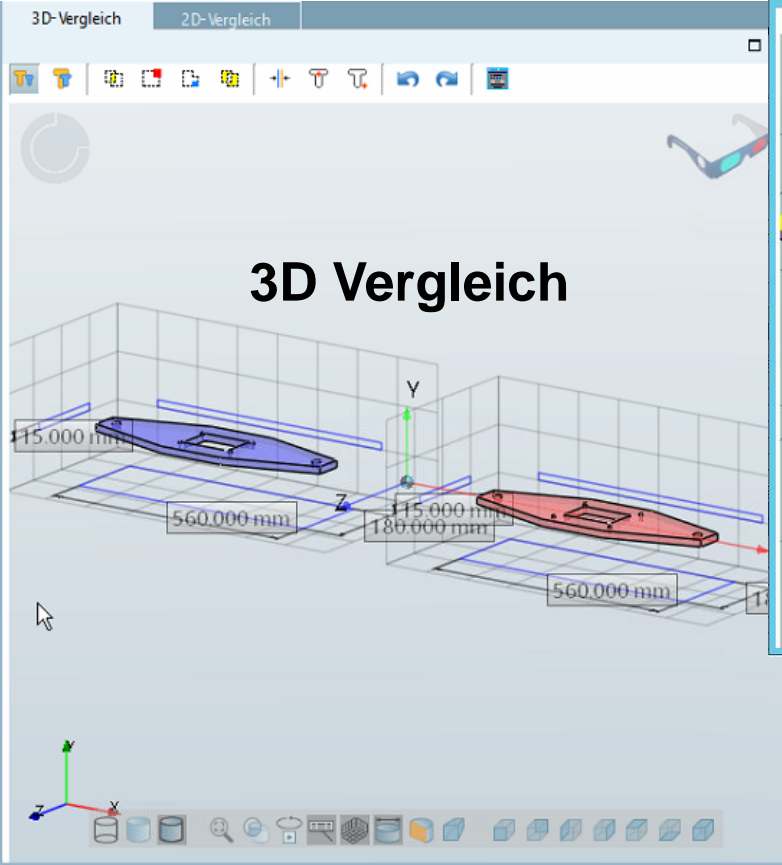 3D-Vergleich
2D-Vergleich
3D Vergleich
Y
115.000 mm
Z
115.000 mm
560.000 mm
180.000 mm
560.000 mm
Y
Z
X